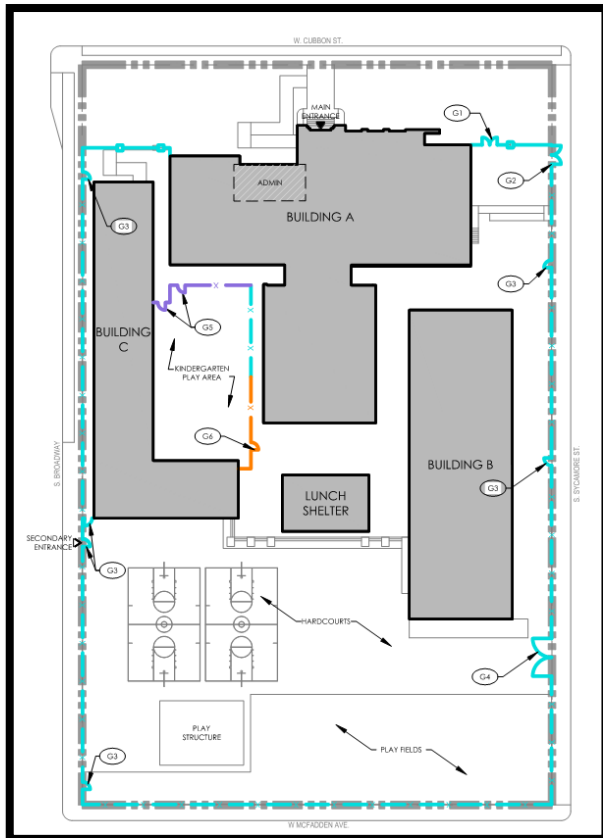 W. CUBBON ST.
MAIN
ENTRANCE
G1
G2
ADMIN
BUILDING A
G3
G3
G5
BUILDING
C
KINDERGARTEN
PLAY AREA
G6
S. BROADWAY
BUILDING B
G3
S. SYCAMORE ST.
LUNCH
SHELTER
SECONDARY
ENTRANCE
G3
HARDCOURTS
G4
PLAY
STRUCTURE
PLAY FIELDS
G3
W MCFADDEN AVE.